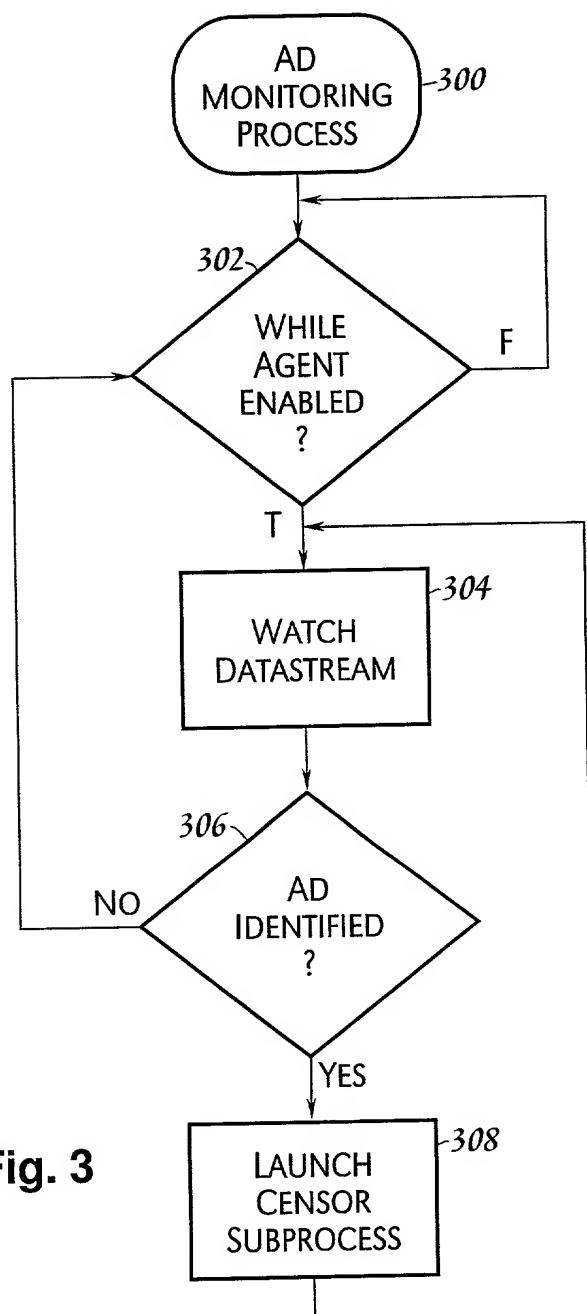 AD
MONITORING
PROCESS
300
302
WHILE
AGENT
ENABLED
?
F
T
304
WATCH
DATASTREAM
306
NO
AD
IDENTIFIED
?
YES
Fig. 3
308
LAUNCH
CENSOR
SUBPROCESS